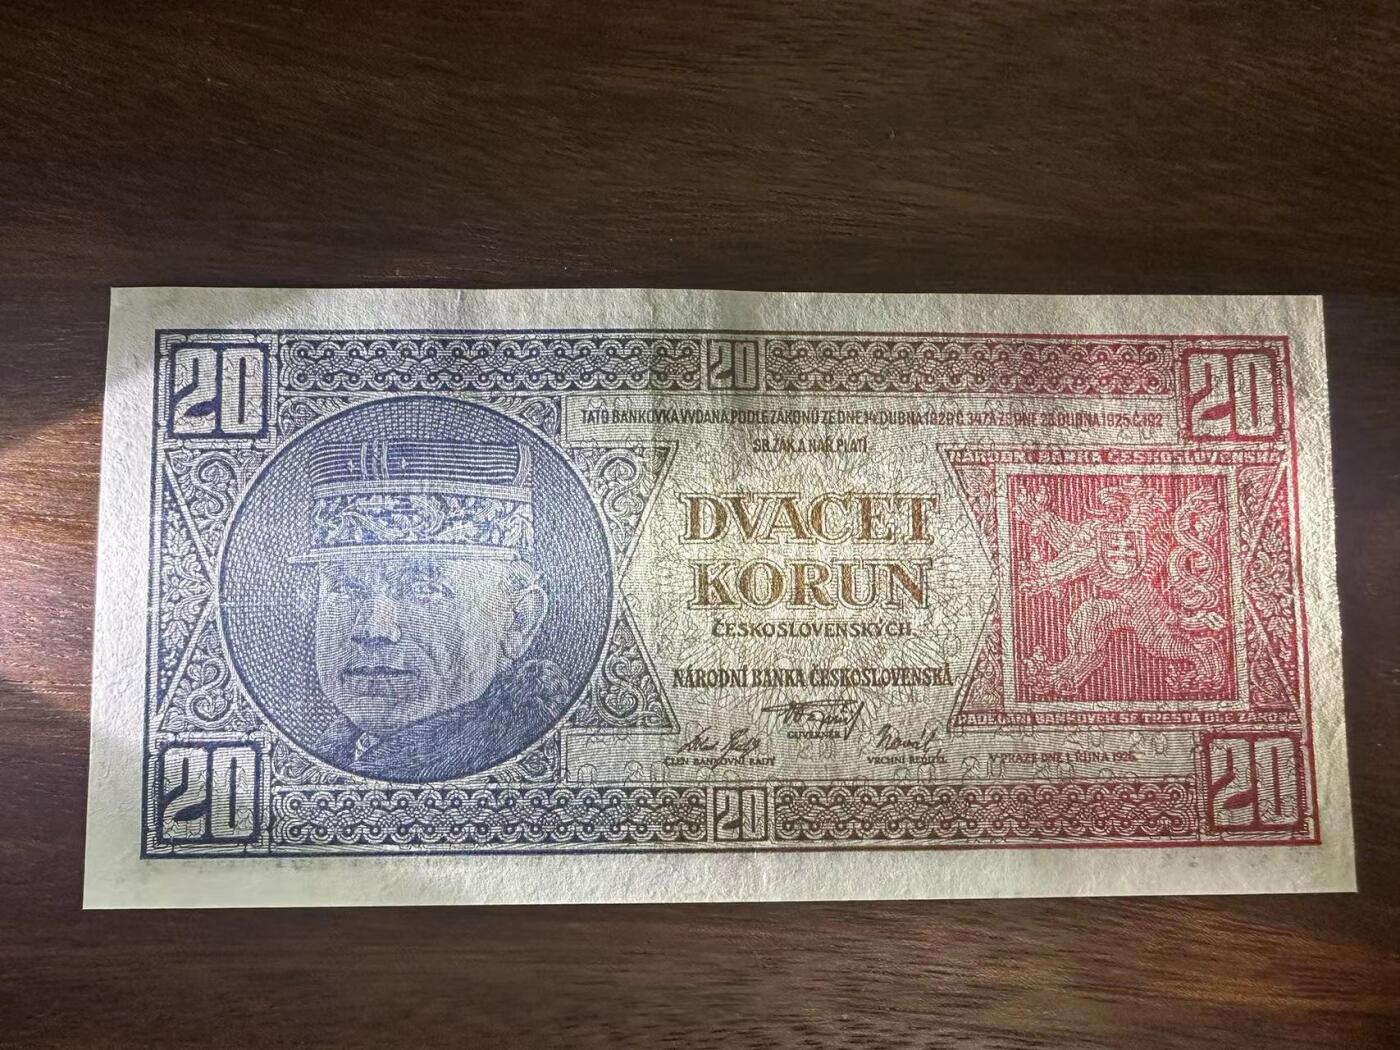 20 20 20
TATO BANKOVKA VYDANA PODLE ZÁKONŮ ZE DNE 14. DUBNA 1920 Č. 347 A ZE DNE 23. DUBNA 1925. Č. 102
SB. ZÁK. A NAŘ. PLATÍ
NÁRODNÍ BANKA ČESKOSLOVENSKÁ
DVACET
KORUN
ČESKOSLOVENSKÝCH
NÁRODNÍ BANKA ČESKOSLOVENSKÁ
GUVERNER
PADĚLÁNÍ BANKOVEK SE TRESTÁ DLE ZÁKONA
ČLEN BANKOVNÍ RADY
VRCHNÍ ŘEDITEL
V PRAZE DNE 1. ŘÍJNA 1926.
20 20 20